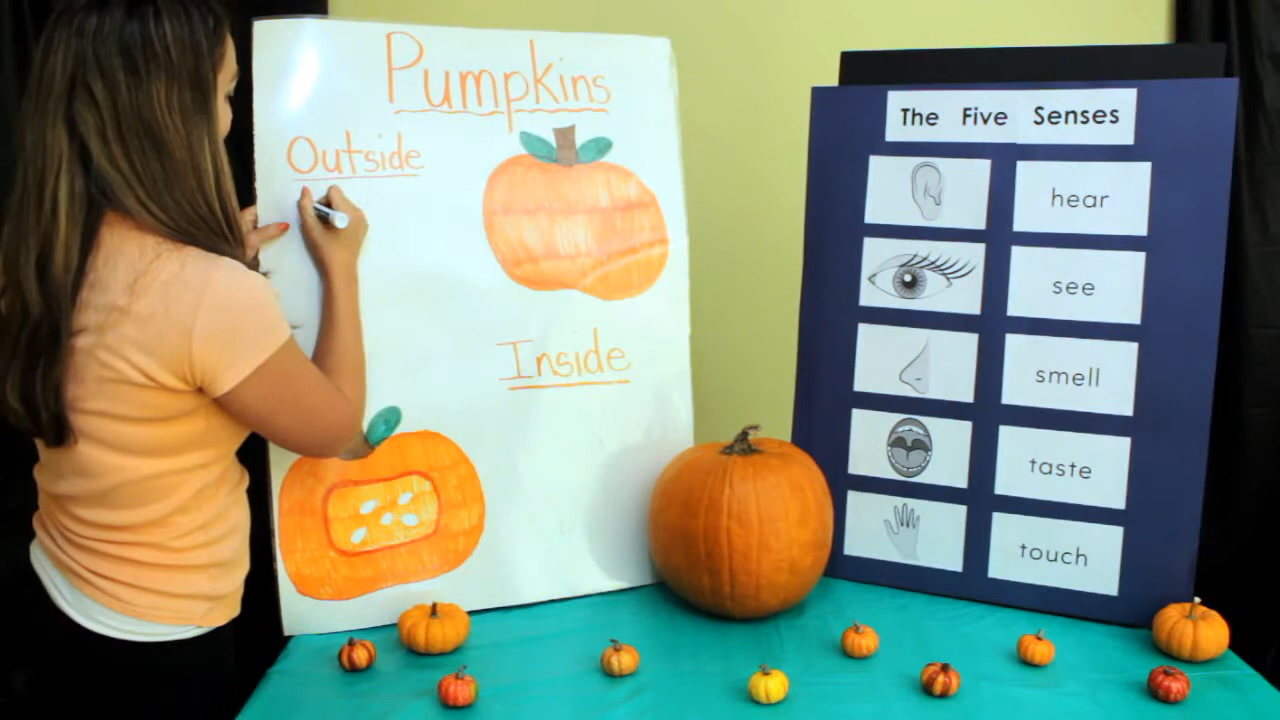 Pumpkins
Outside
Inside
The Five Senses
hear
see
smell
taste
touch